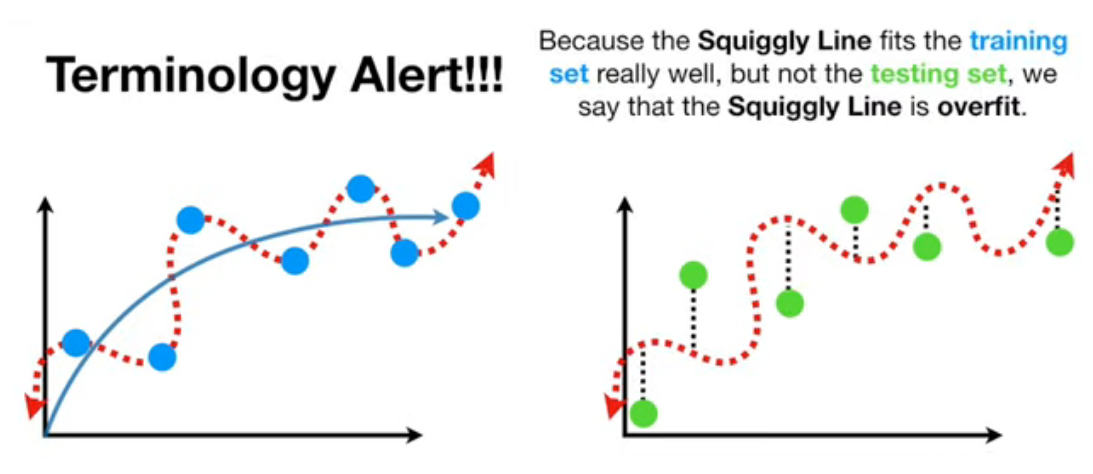 Terminology Alert!!!
Because the Squiggly Line fits the training
set really well, but not the testing set, we
say that the Squiggly Line is overfit.